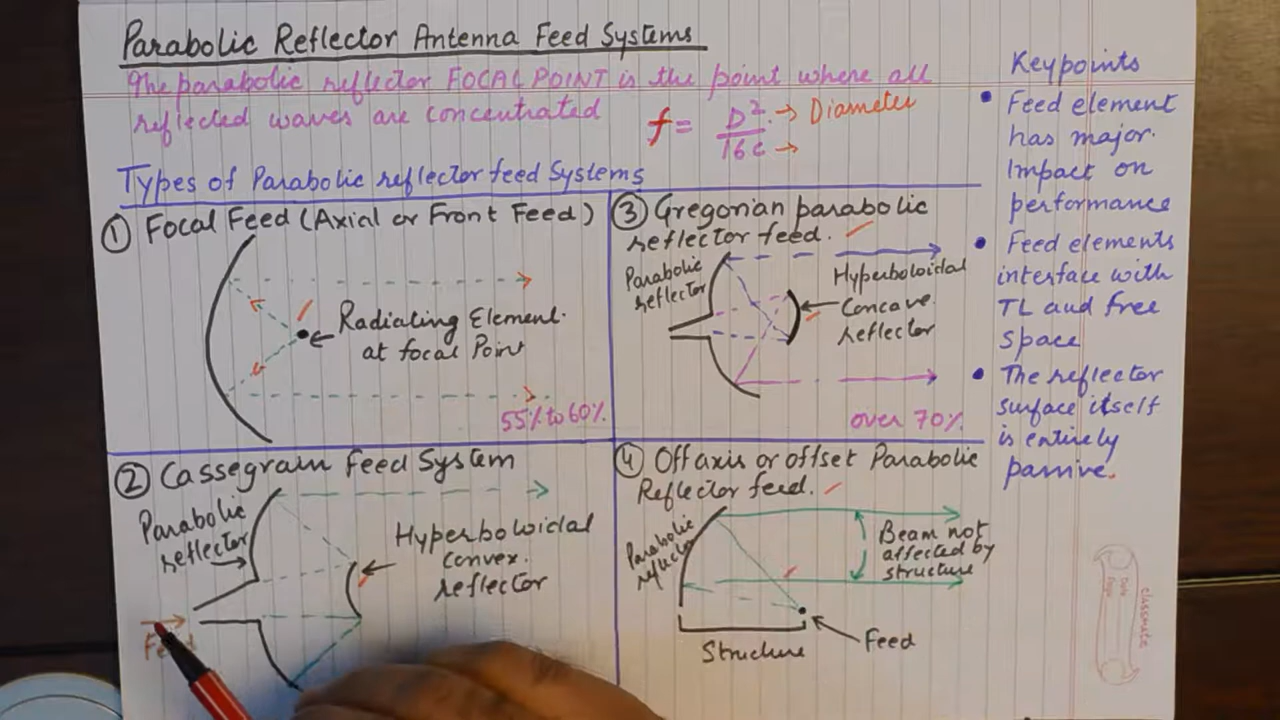 Parabolic Reflector Antenna Feed Systems
The parabolic reflector FOCAL POINT is the point where all
reflected waves are concentrated
f = D²/16c → Diameter
→
Types of Parabolic reflector feed Systems
① Focal Feed (Axial or Front Feed)
Radiating Element.
at focal Point
55% to 60%
② Cassegrain Feed System
Parabolic
reflector
Hyperboloidal
convex.
reflector
Feed
③ Gregorian parabolic
reflector feed.
Parabolic
reflector
Hyperboloidal
Concave
reflector
over 70%
④ Off axis or offset Parabolic
Reflector feed.
Parabolic
reflector
Beam not
affected by
structure
Feed
Structure
Keypoints
• Feed element
has major.
Impact on
performance
• Feed elements
interface with
TL and free
space
• The reflector
surface itself
is entirely
passive.
classmate
Date
Page